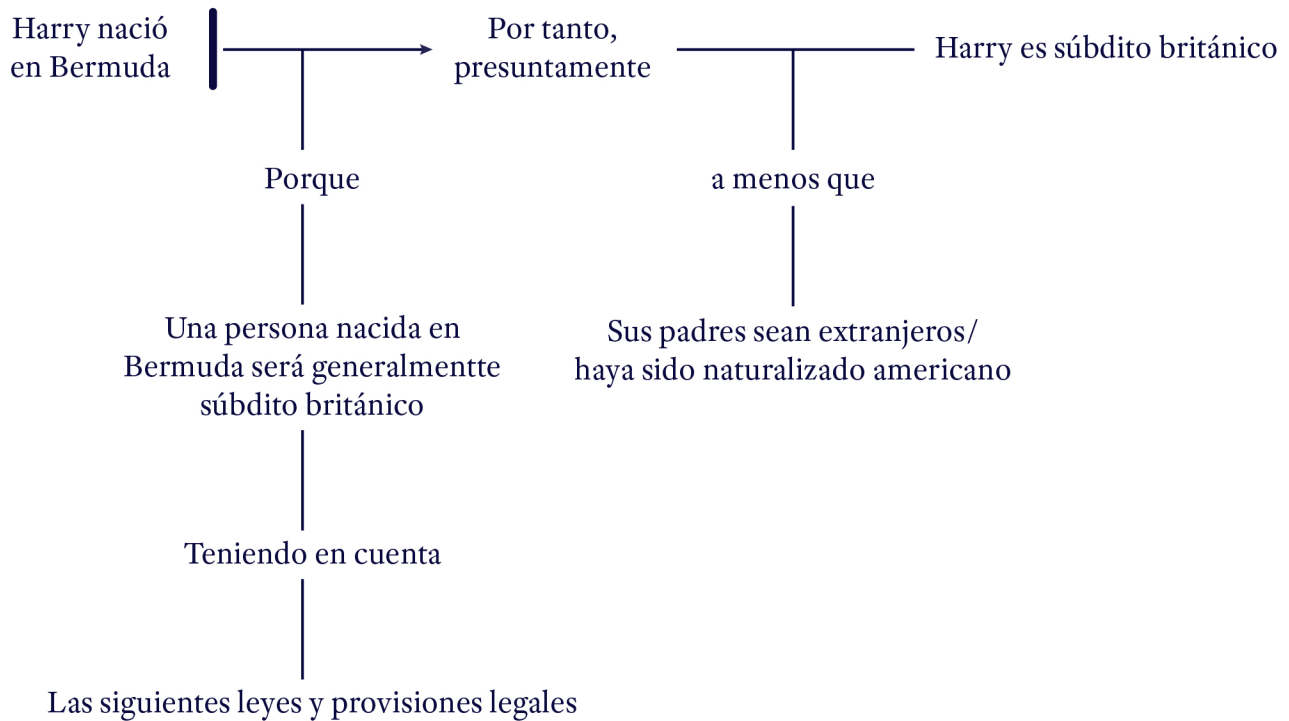 Harry nació
en Bermuda
Por tanto,
presuntamente
Harry es súbdito británico
Porque
a menos que
Una persona nacida en
Bermuda será generalmentte
súbdito británico
Sus padres sean extranjeros/
haya sido naturalizado americano
Teniendo en cuenta
Las siguientes leyes y provisiones legales